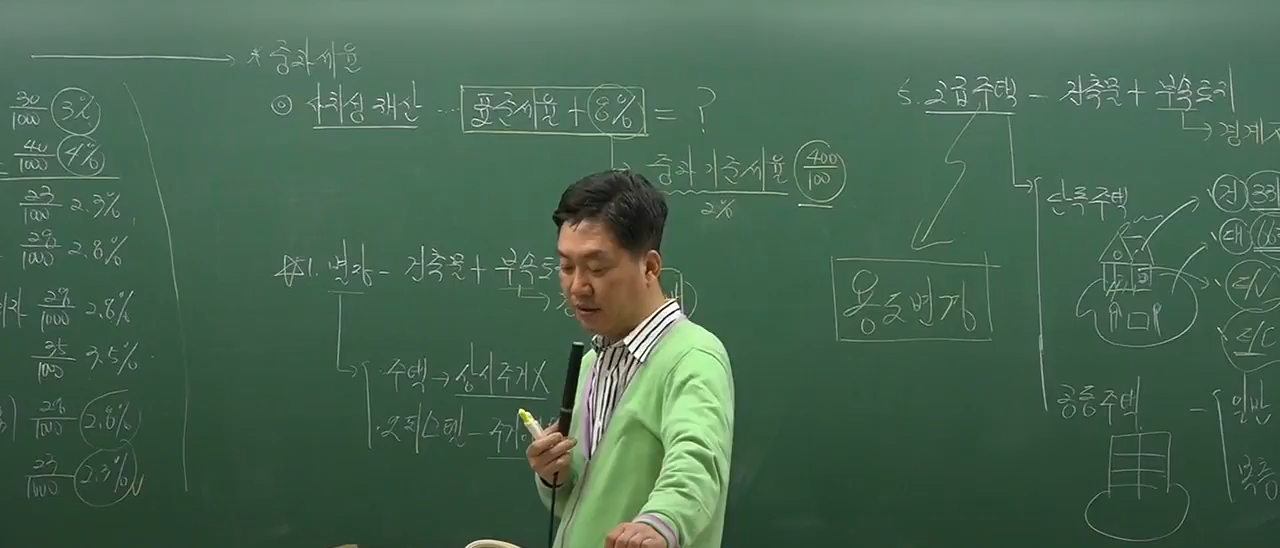 30/1000 3%
40/1000 4%
23/1000 2.3%
28/1000 2.8%
28/1000 2.8%
35/1000 3.5%
28/1000 2.8%
23/1000 2.3%
* 중과세율
◎ 사치성재산 … 표준세율 + 8% = ?
중과기준세율 400/100
2%
☆1. 별장 - 건축물 + 부속토
주택 → 상시주거X
오피스텔 - 주거
5. 고급주택 - 건축물 + 부속토지
→ 경계
용도변경
단독주택
건 33
대
E/V
E/C
공동주택 - 일반
복층